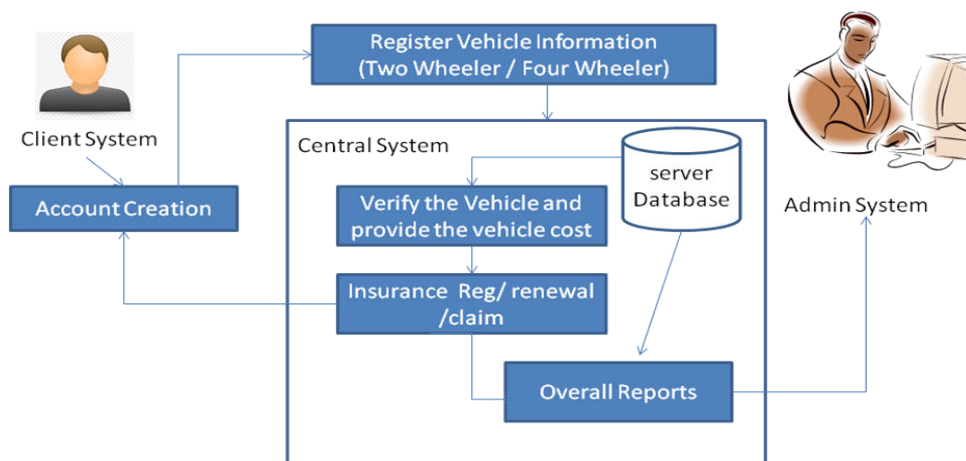 Register Vehicle Information
(Two Wheeler / Four Wheeler)
Client System
Central System
server
Database
Account Creation
Verify the Vehicle and
provide the vehicle cost
Admin System
Insurance Reg/ renewal
/claim
Overall Reports